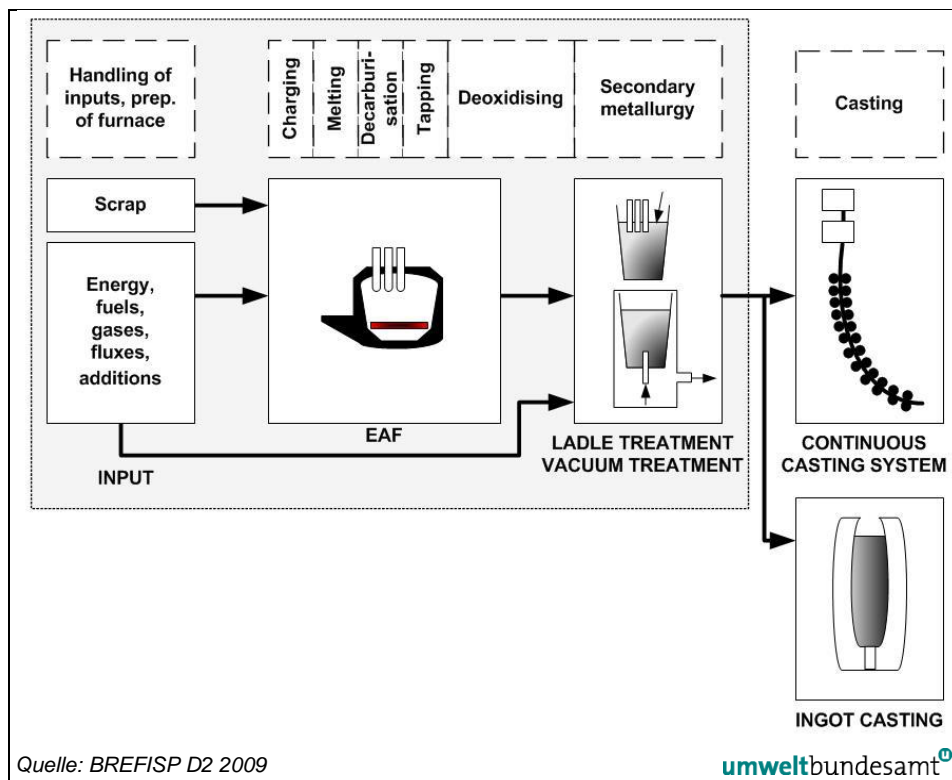 Handling of
inputs, prep.
of furnace
Charging
Melting
Decarburi-
sation
Tapping
Deoxidising
Secondary
metallurgy
Casting
Scrap
Energy,
fuels,
gases,
fluxes,
additions
INPUT
EAF
LADLE TREATMENT
VACUUM TREATMENT
CONTINUOUS
CASTING SYSTEM
INGOT CASTING
Quelle: BREFISP D2 2009
umweltbundesamt u